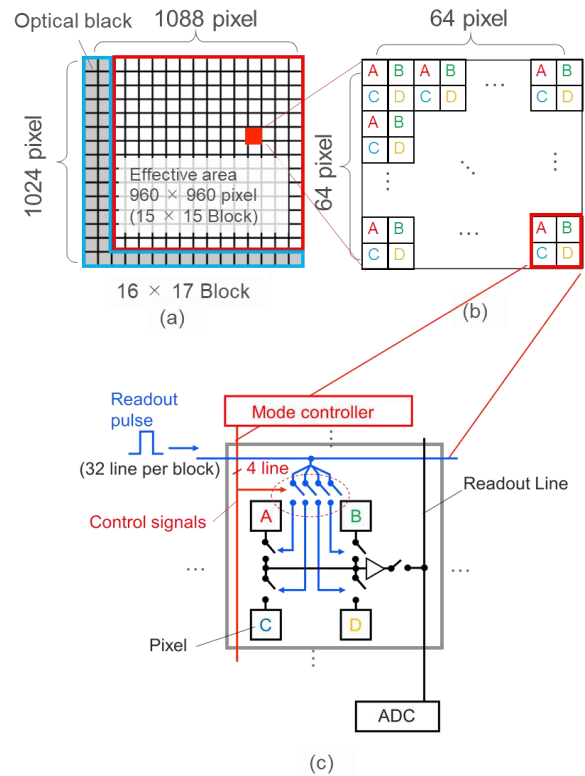 Optical black
1088 pixel
1024 pixel
Effective area
960 × 960 pixel
(15 × 15 Block)
16 × 17 Block
(a)
64 pixel
64 pixel
A B A B ... A B
C D C D C D
A B
C D
A B ... A B
C D C D
(b)
Readout
pulse
(32 line per block)
Mode controller
4 line
Control signals
Readout Line
A B
C D
Pixel
ADC
(c)